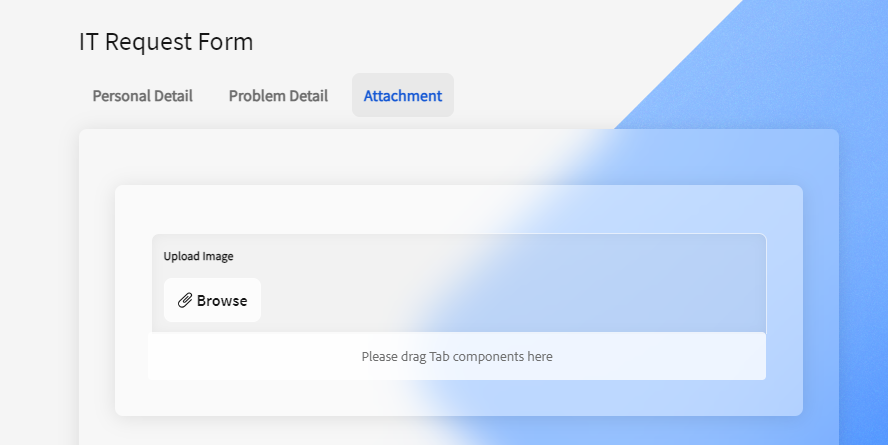 IT Request Form
Personal Detail Problem Detail Attachment
Upload Image
Browse
Please drag Tab components here